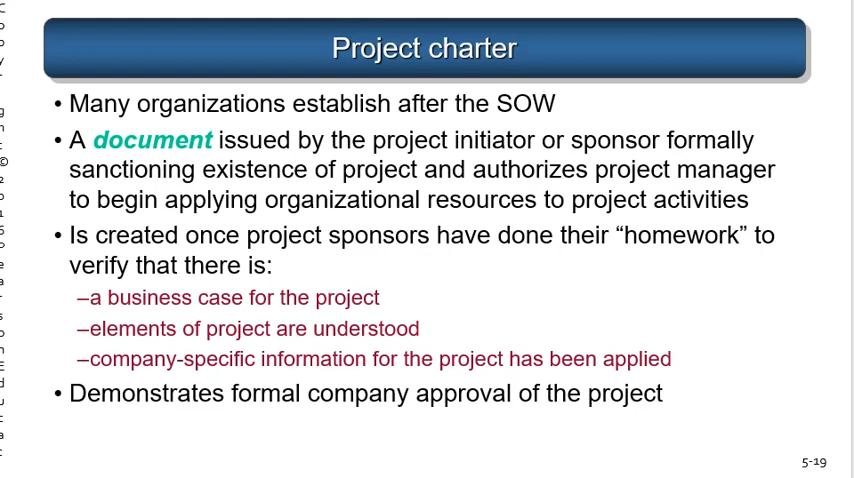 Project charter
• Many organizations establish after the SOW
• A document issued by the project initiator or sponsor formally
sanctioning existence of project and authorizes project manager
to begin applying organizational resources to project activities
• Is created once project sponsors have done their “homework” to
verify that there is:
–a business case for the project
–elements of project are understood
–company-specific information for the project has been applied
• Demonstrates formal company approval of the project
5-19